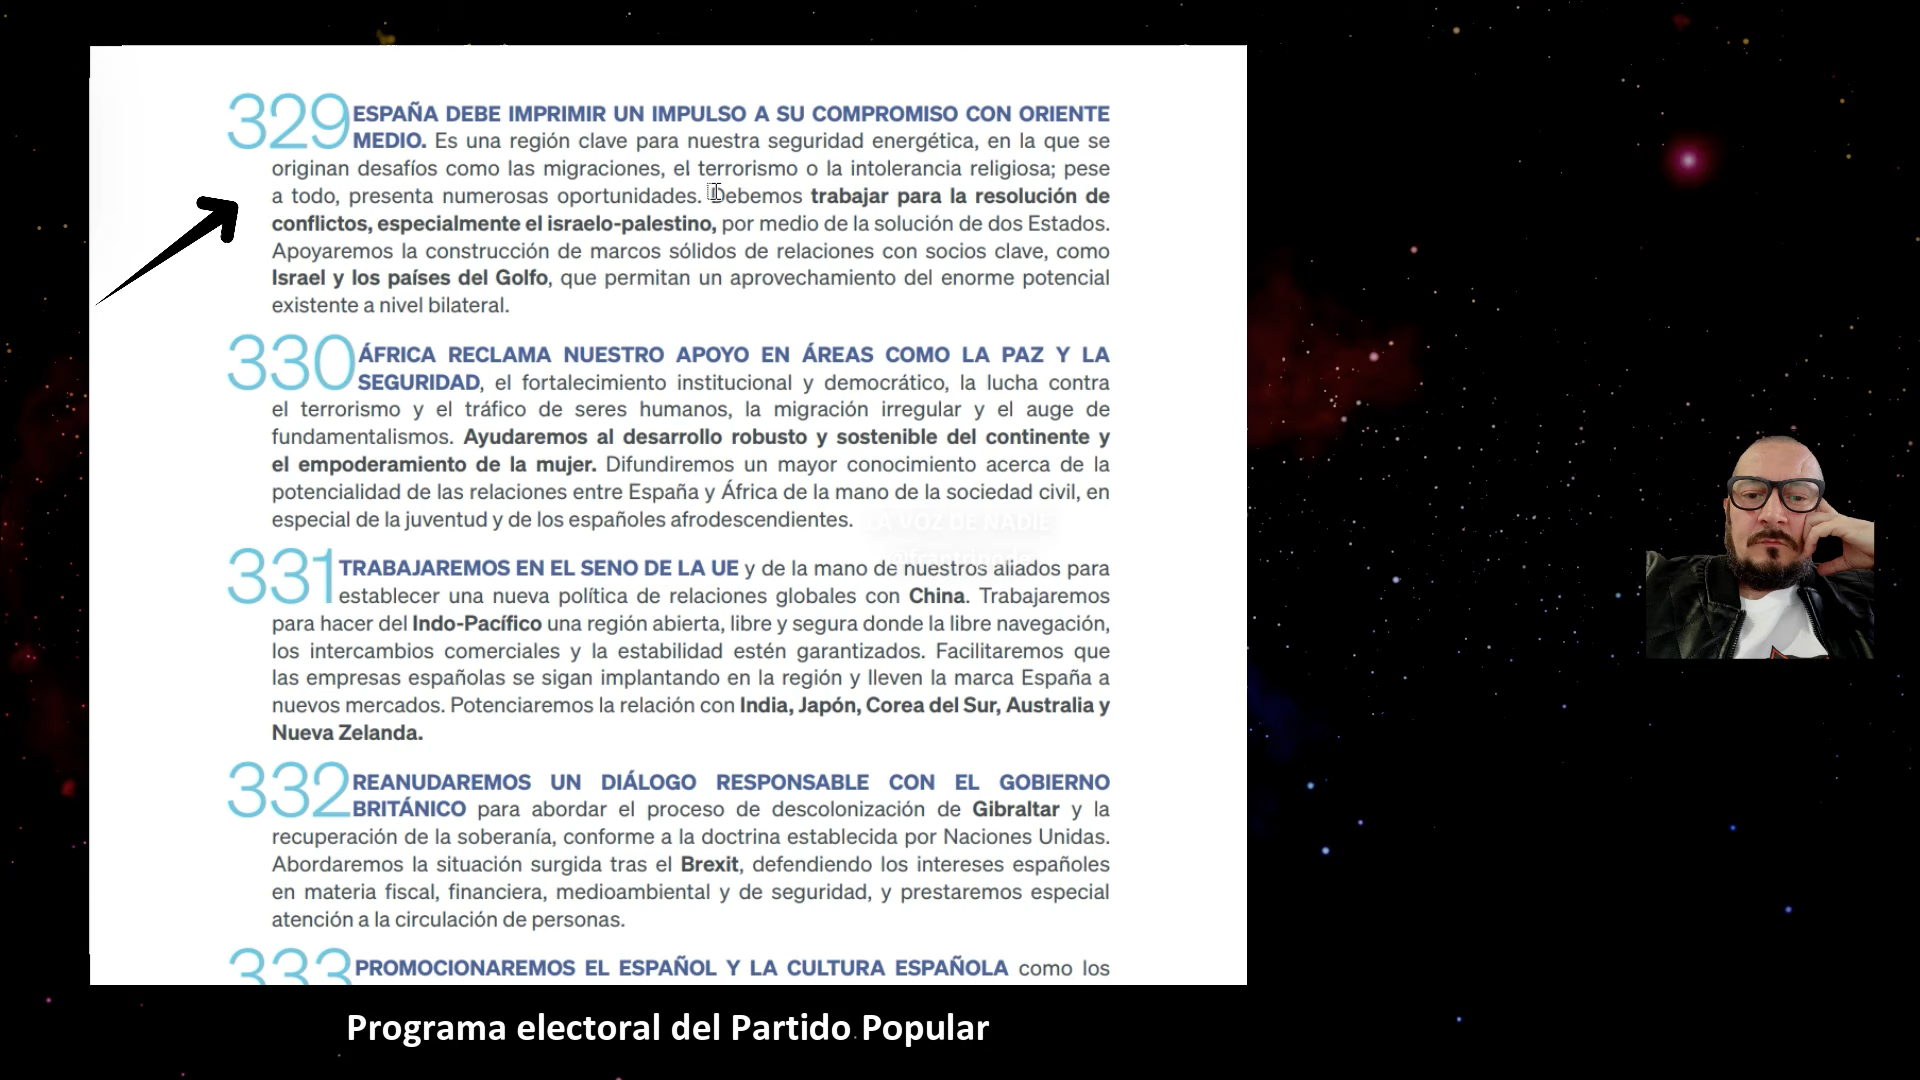 329 ESPAÑA DEBE IMPRIMIR UN IMPULSO A SU COMPROMISO CON ORIENTE
MEDIO. Es una región clave para nuestra seguridad energética, en la que se
originan desafíos como las migraciones, el terrorismo o la intolerancia religiosa; pese
a todo, presenta numerosas oportunidades. Debemos trabajar para la resolución de
conflictos, especialmente el israelo-palestino, por medio de la solución de dos Estados.
Apoyaremos la construcción de marcos sólidos de relaciones con socios clave, como
Israel y los países del Golfo, que permitan un aprovechamiento del enorme potencial
existente a nivel bilateral.
330 ÁFRICA RECLAMA NUESTRO APOYO EN ÁREAS COMO LA PAZ Y LA
SEGURIDAD, el fortalecimiento institucional y democrático, la lucha contra
el terrorismo y el tráfico de seres humanos, la migración irregular y el auge de
fundamentalismos. Ayudaremos al desarrollo robusto y sostenible del continente y
el empoderamiento de la mujer. Difundiremos un mayor conocimiento acerca de la
potencialidad de las relaciones entre España y África de la mano de la sociedad civil, en
especial de la juventud y de los españoles afrodescendientes.
LA VOZ DE NADIE
331 TRABAJAREMOS EN EL SENO DE LA UE y de la mano de nuestros aliados para
establecer una nueva política de relaciones globales con China. Trabajaremos
para hacer del Indo-Pacífico una región abierta, libre y segura donde la libre navegación,
los intercambios comerciales y la estabilidad estén garantizados. Facilitaremos que
las empresas españolas se sigan implantando en la región y lleven la marca España a
nuevos mercados. Potenciaremos la relación con India, Japón, Corea del Sur, Australia y
Nueva Zelanda.
332 REANUDAREMOS UN DIÁLOGO RESPONSABLE CON EL GOBIERNO
BRITÁNICO para abordar el proceso de descolonización de Gibraltar y la
recuperación de la soberanía, conforme a la doctrina establecida por Naciones Unidas.
Abordaremos la situación surgida tras el Brexit, defendiendo los intereses españoles
en materia fiscal, financiera, medioambiental y de seguridad, y prestaremos especial
atención a la circulación de personas.
333 PROMOCIONAREMOS EL ESPAÑOL Y LA CULTURA ESPAÑOLA como los
Programa electoral del Partido Popular